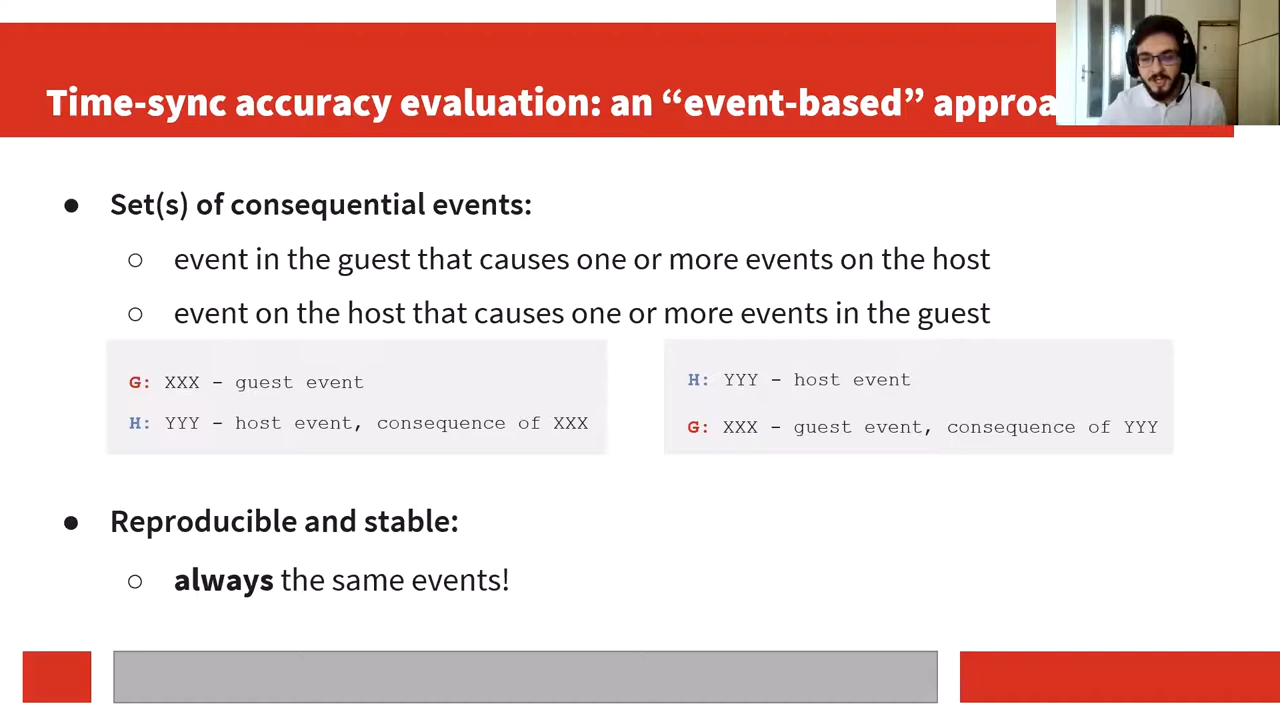 Time-sync accuracy evaluation: an “event-based” approa
● Set(s) of consequential events:
○ event in the guest that causes one or more events on the host
○ event on the host that causes one or more events in the guest
G: XXX – guest event
H: YYY – host event, consequence of XXX
H: YYY – host event
G: XXX – guest event, consequence of YYY
● Reproducible and stable:
○ always the same events!